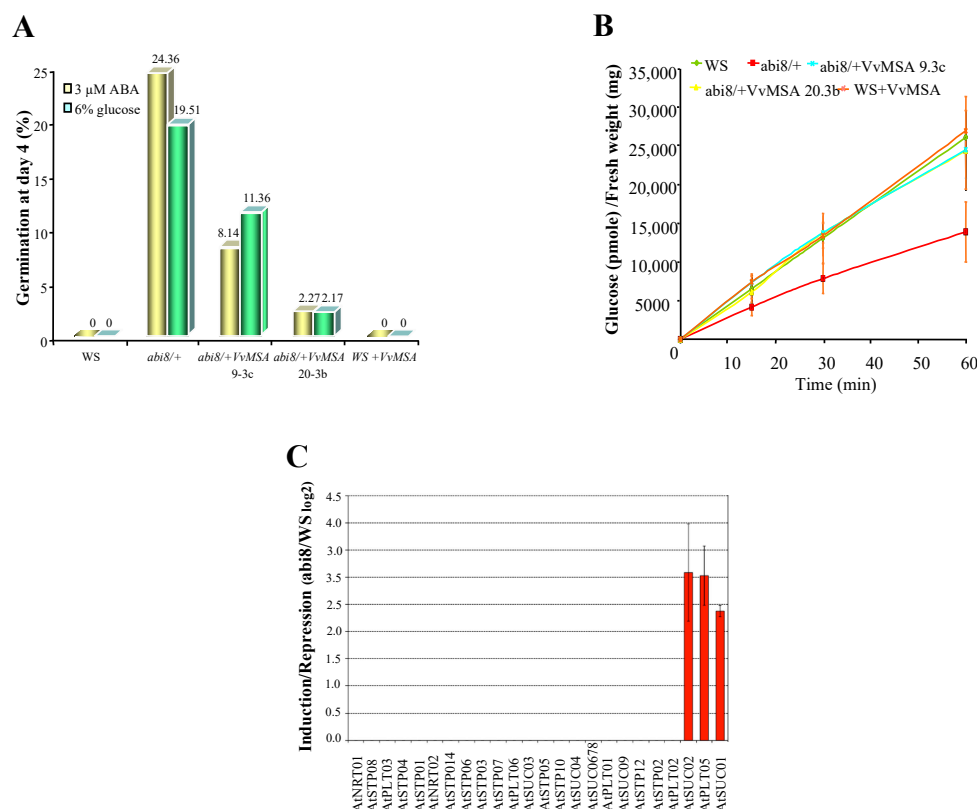 A
Germination at day 4 (%)
25
20
15
10
5
0
3 µM ABA
6% glucose
0 0
24.36
19.51
8.14
11.36
2.27 2.17
0 0
WS
abi8/+
abi8/+VvMSA
9-3c
abi8/+VvMSA
20-3b
WS +VvMSA
B
WS
abi8/+
abi8/+VvMSA 9.3c
abi8/+VvMSA 20.3b
WS+VvMSA
Glucose (pmole) /Fresh weight (mg)
35,000
30,000
25,000
20,000
15,000
10,000
5000
0
10
20
30
40
50
60
Time (min)
C
Induction/Repression (abi8/WS log2)
4.5
4.0
3.0
3.5
2.5
2.0
1.5
1.0
0.5
0.0
AtNRT01
AtSTP08
AtPLT03
AtSTP04
AtSTP01
AtNRT02
AtSTP014
AtSTP06
AtSTP03
AtSTP07
AtPLT06
AtSUC03
AtSTP05
AtSTP10
AtSUC04
AtSUC0678
AtPLT01
AtSUC09
AtSTP12
AtSTP02
AtPLT02
AtSUC02
AtPLT05
AtSUC01